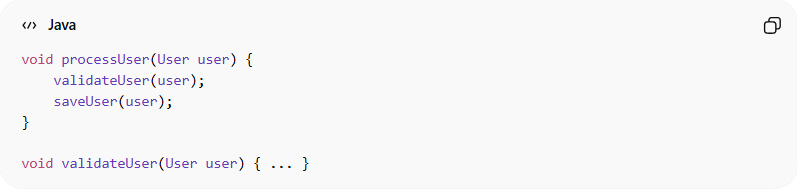 </> Java
void processUser(User user) {
    validateUser(user);
    saveUser(user);
}
void validateUser(User user) { ... }